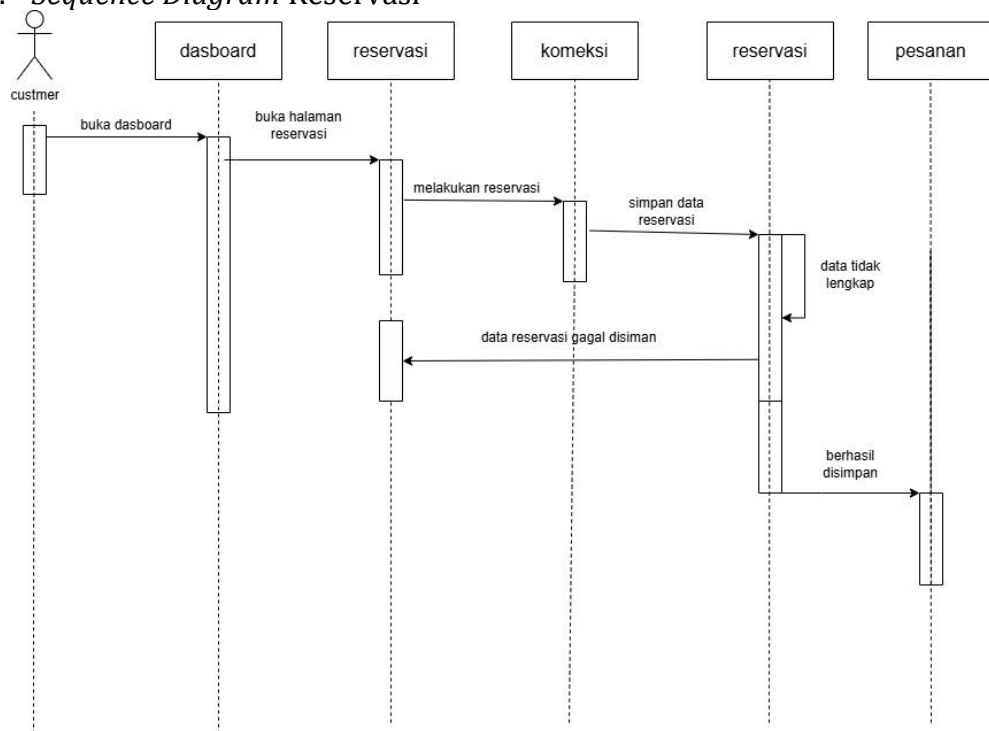 . Sequence Diagram Reservasi
dasboard
reservasi
komeksi
reservasi
pesanan
custmer
buka dasboard
buka halaman
reservasi
melakukan reservasi
simpan data
reservasi
data tidak
lengkap
data reservasi gagal disiman
berhasil
disimpan